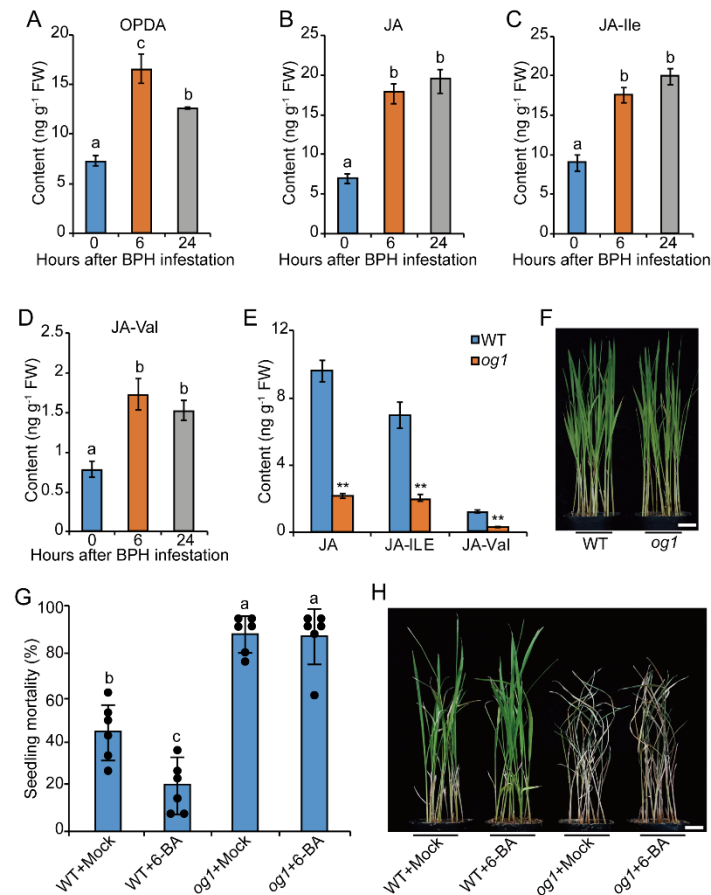 A
OPDA
Content (ng g⁻¹ FW)
20
15
10
5
0
a
c
b
0 6 24
Hours after BPH infestation
B
JA
Content (ng g⁻¹ FW)
25
20
15
10
5
0
a
b
b
0 6 24
Hours after BPH infestation
C
JA-Ile
Content (ng g⁻¹ FW)
25
20
15
10
5
0
a
b
b
0 6 24
Hours after BPH infestation
D
JA-Val
Content (ng g⁻¹ FW)
2.5
2
1.5
1
0.5
0
a
b
b
0 6 24
Hours after BPH infestation
E
Content (ng g⁻¹ FW)
12
9
6
3
0
WT
og1
**
**
**
JA JA-ILE JA-Val
F
WT og1
G
Seedling mortality (%)
100
80
60
40
20
0
b
c
a
a
WT+Mock WT+6-BA og1+Mock og1+6-BA
H
WT+Mock WT+6-BA og1+Mock og1+6-BA